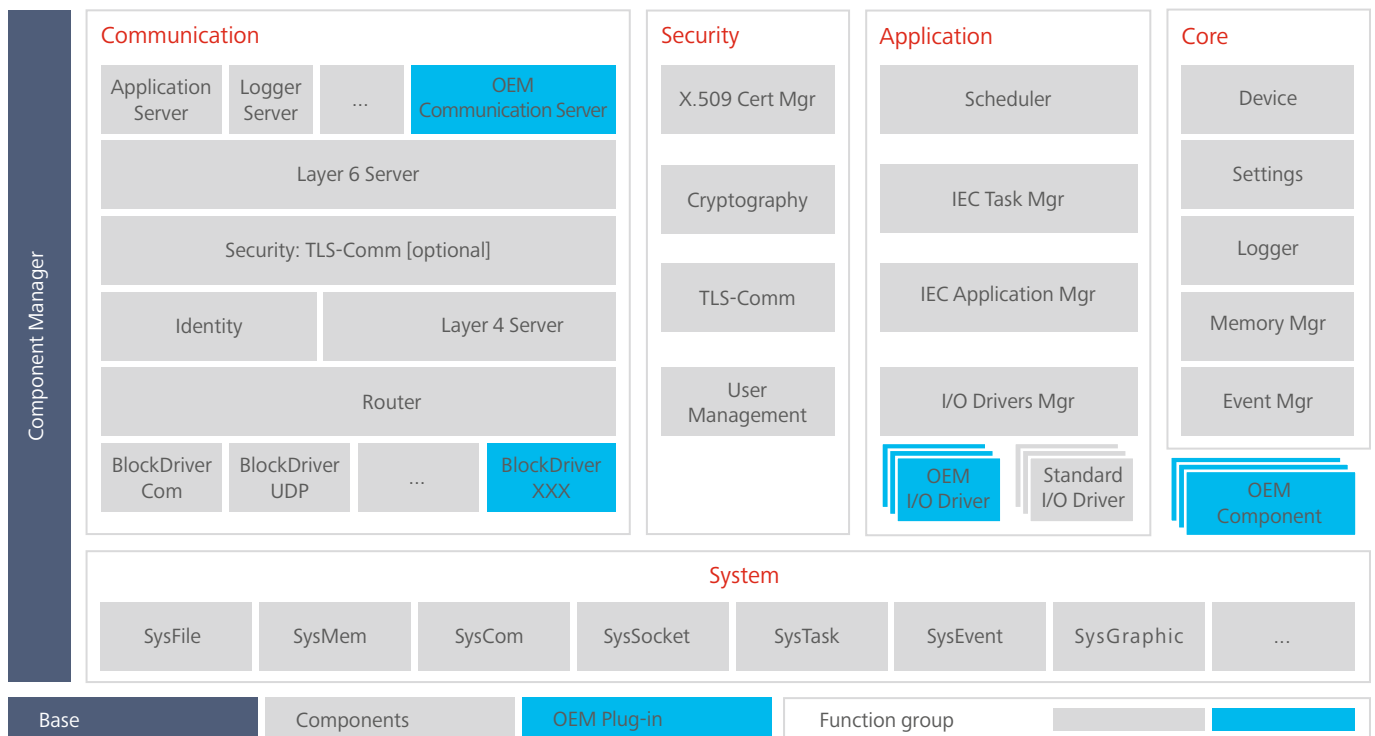 Component Manager
Communication
Application
Server
Logger
Server
...
OEM
Communication Server
Layer 6 Server
Security: TLS-Comm [optional]
Identity
Layer 4 Server
Router
BlockDriver
Com
BlockDriver
UDP
...
BlockDriver
XXX
Security
X.509 Cert Mgr
Cryptography
TLS-Comm
User
Management
Application
Scheduler
IEC Task Mgr
IEC Application Mgr
I/O Drivers Mgr
OEM
I/O Driver
Standard
I/O Driver
Core
Device
Settings
Logger
Memory Mgr
Event Mgr
OEM
Component
System
SysFile
SysMem
SysCom
SysSocket
SysTask
SysEvent
SysGraphic
...
Base
Components
OEM Plug-in
Function group